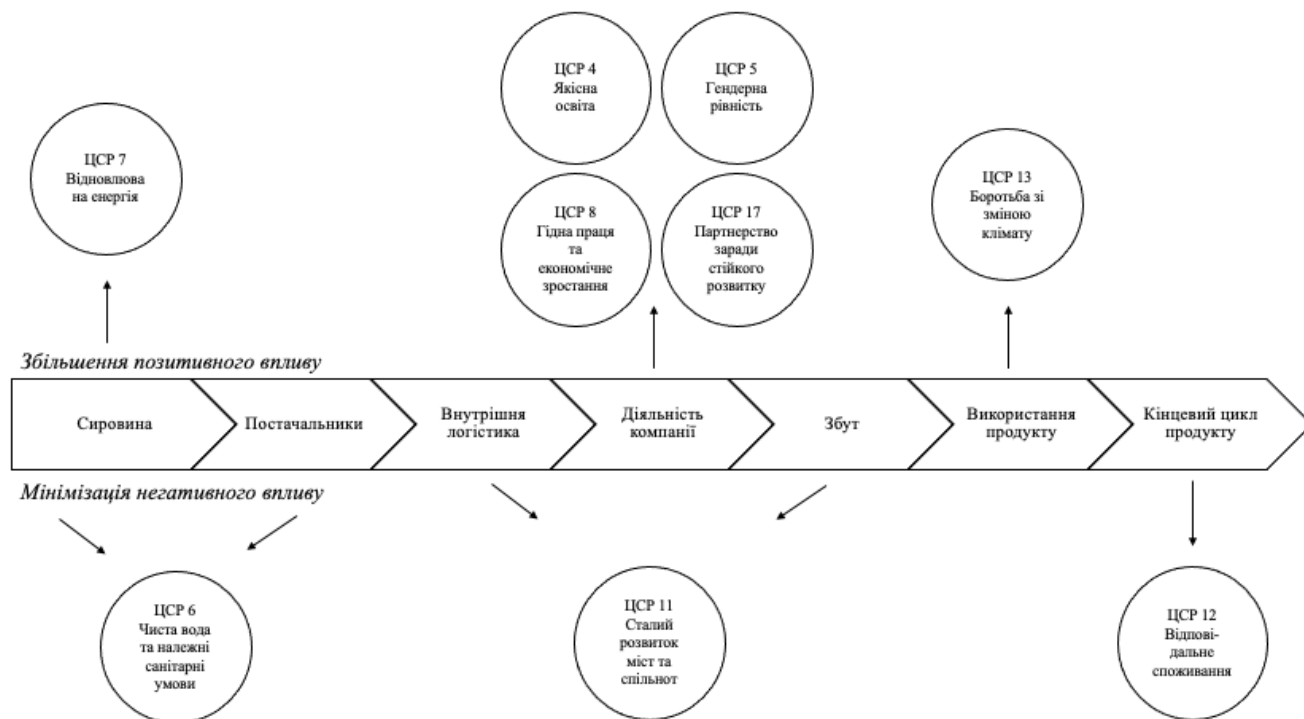 ЦСР 4
Якісна
освіта
ЦСР 5
Гендерна
рівність
ЦСР 7
Відновлюва
на енергія
ЦСР 13
Боротьба зі
зміною
клімату
ЦСР 8
Гідна праця
та
економічне
зростання
ЦСР 17
Партнерство
заради
стійкого
розвитку
Збільшення позитивного впливу
Сировина
Постачальники
Внутрішня
логістика
Діяльність
компанії
Збут
Використання
продукту
Кінцевий цикл
продукту
Мінімізація негативного впливу
ЦСР 6
Чиста вода
та належні
санітарні
умови
ЦСР 11
Сталий
розвиток
міст та
спільнот
ЦСР 12
Відпові-
дальне
споживання